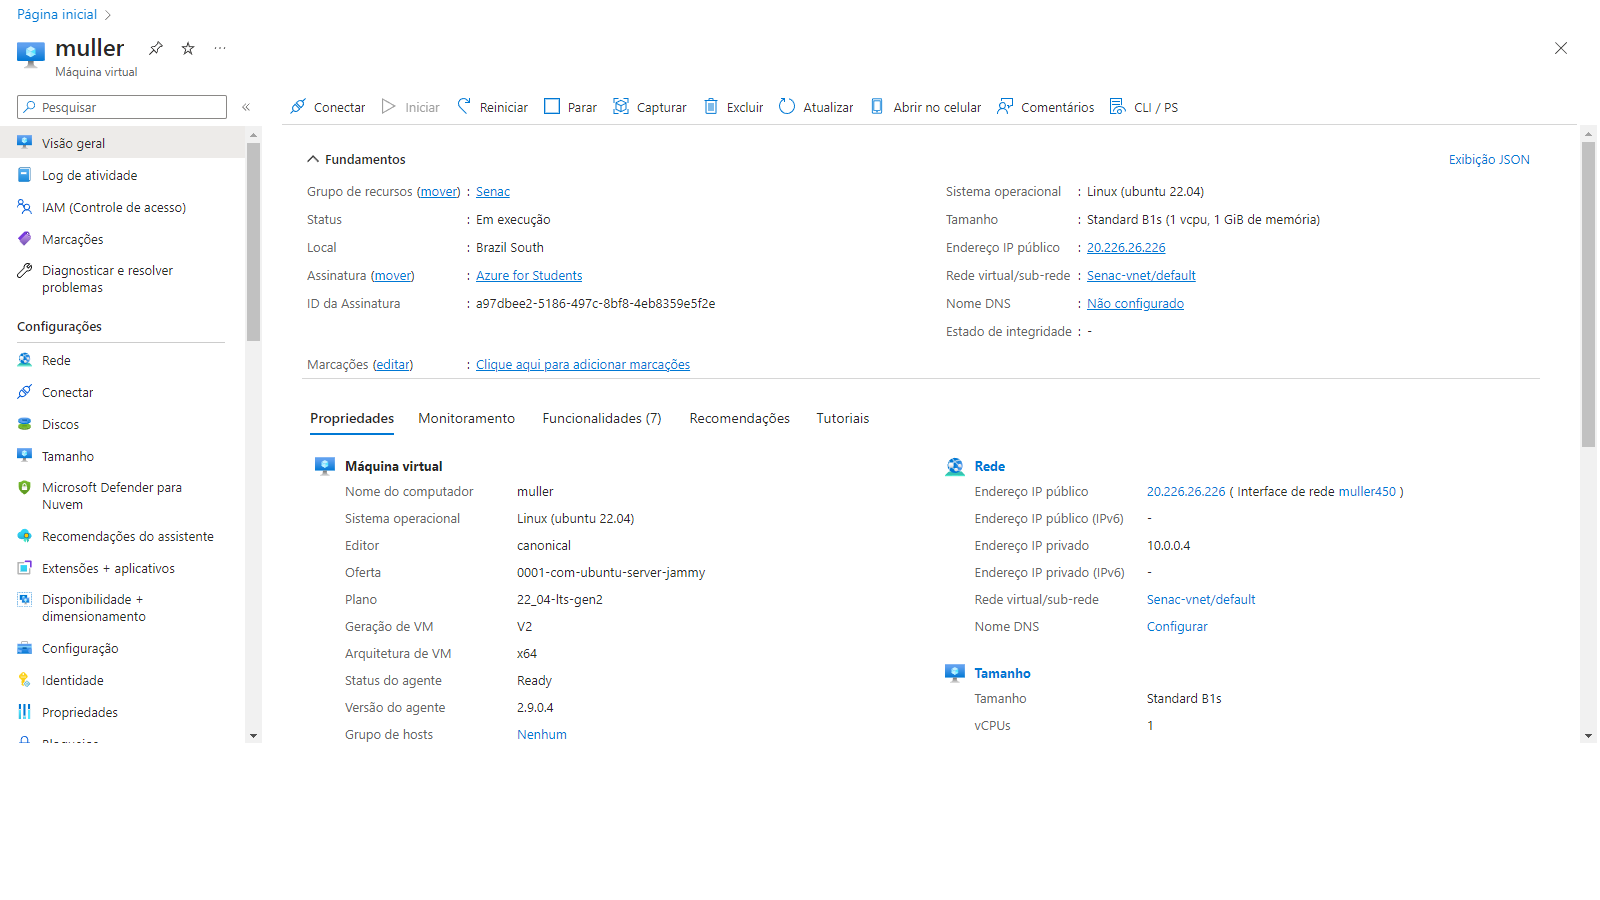 Página inicial
muller
Máquina virtual
Pesquisar
Conectar Iniciar Reiniciar Parar Capturar Excluir Atualizar Abrir no celular Comentários CLI / PS
Visão geral
Log de atividade
IAM (Controle de acesso)
Marcações
Diagnosticar e resolver
problemas
Configurações
Rede
Conectar
Discos
Tamanho
Microsoft Defender para
Nuvem
Recomendações do assistente
Extensões + aplicativos
Disponibilidade +
dimensionamento
Configuração
Identidade
Propriedades
Bloqueios
Fundamentos Exibição JSON
Grupo de recursos (mover) : Senac
Status : Em execução
Local : Brazil South
Assinatura (mover) : Azure for Students
ID da Assinatura : a97dbee2-5186-497c-8bf8-4eb8359e5f2e
Sistema operacional : Linux (ubuntu 22.04)
Tamanho : Standard B1s (1 vcpu, 1 GiB de memória)
Endereço IP público : 20.226.26.226
Rede virtual/sub-rede : Senac-vnet/default
Nome DNS : Não configurado
Estado de integridade : -
Marcações (editar) : Clique aqui para adicionar marcações
Propriedades Monitoramento Funcionalidades (7) Recomendações Tutoriais
Máquina virtual
Nome do computador muller
Sistema operacional Linux (ubuntu 22.04)
Editor canonical
Oferta 0001-com-ubuntu-server-jammy
Plano 22_04-lts-gen2
Geração de VM V2
Arquitetura de VM x64
Status do agente Ready
Versão do agente 2.9.0.4
Grupo de hosts Nenhum
Rede
Endereço IP público 20.226.26.226 ( Interface de rede muller450 )
Endereço IP público (IPv6) -
Endereço IP privado 10.0.0.4
Endereço IP privado (IPv6) -
Rede virtual/sub-rede Senac-vnet/default
Nome DNS Configurar
Tamanho
Tamanho Standard B1s
vCPUs 1